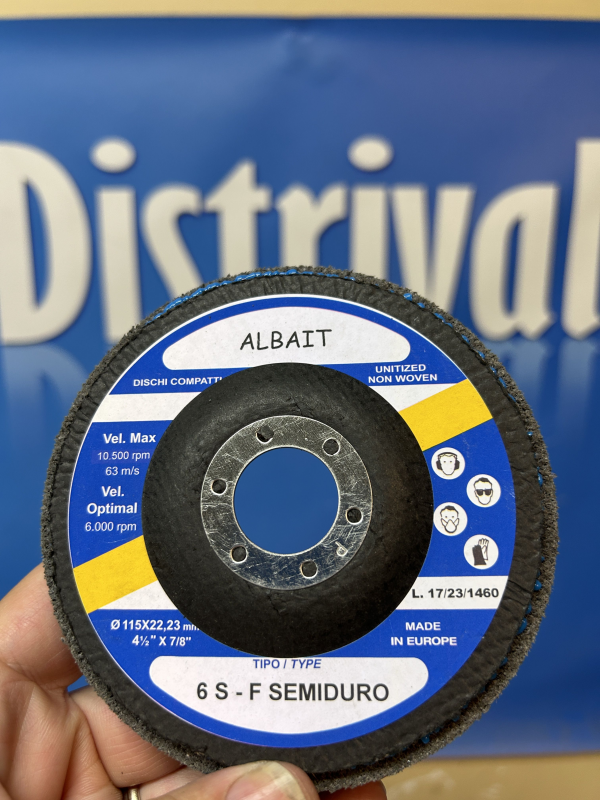 Distrival
ALBAIT
DISCHI COMPATTI
UNITIZED
NON WOVEN
Vel. Max
10.500 rpm
63 m/s
Vel.
Optimal
6.000 rpm
L. 17/23/1460
Ø 115X22,23 mm.
4½" X 7/8"
MADE
IN EUROPE
TIPO / TYPE
6 S - F SEMIDURO